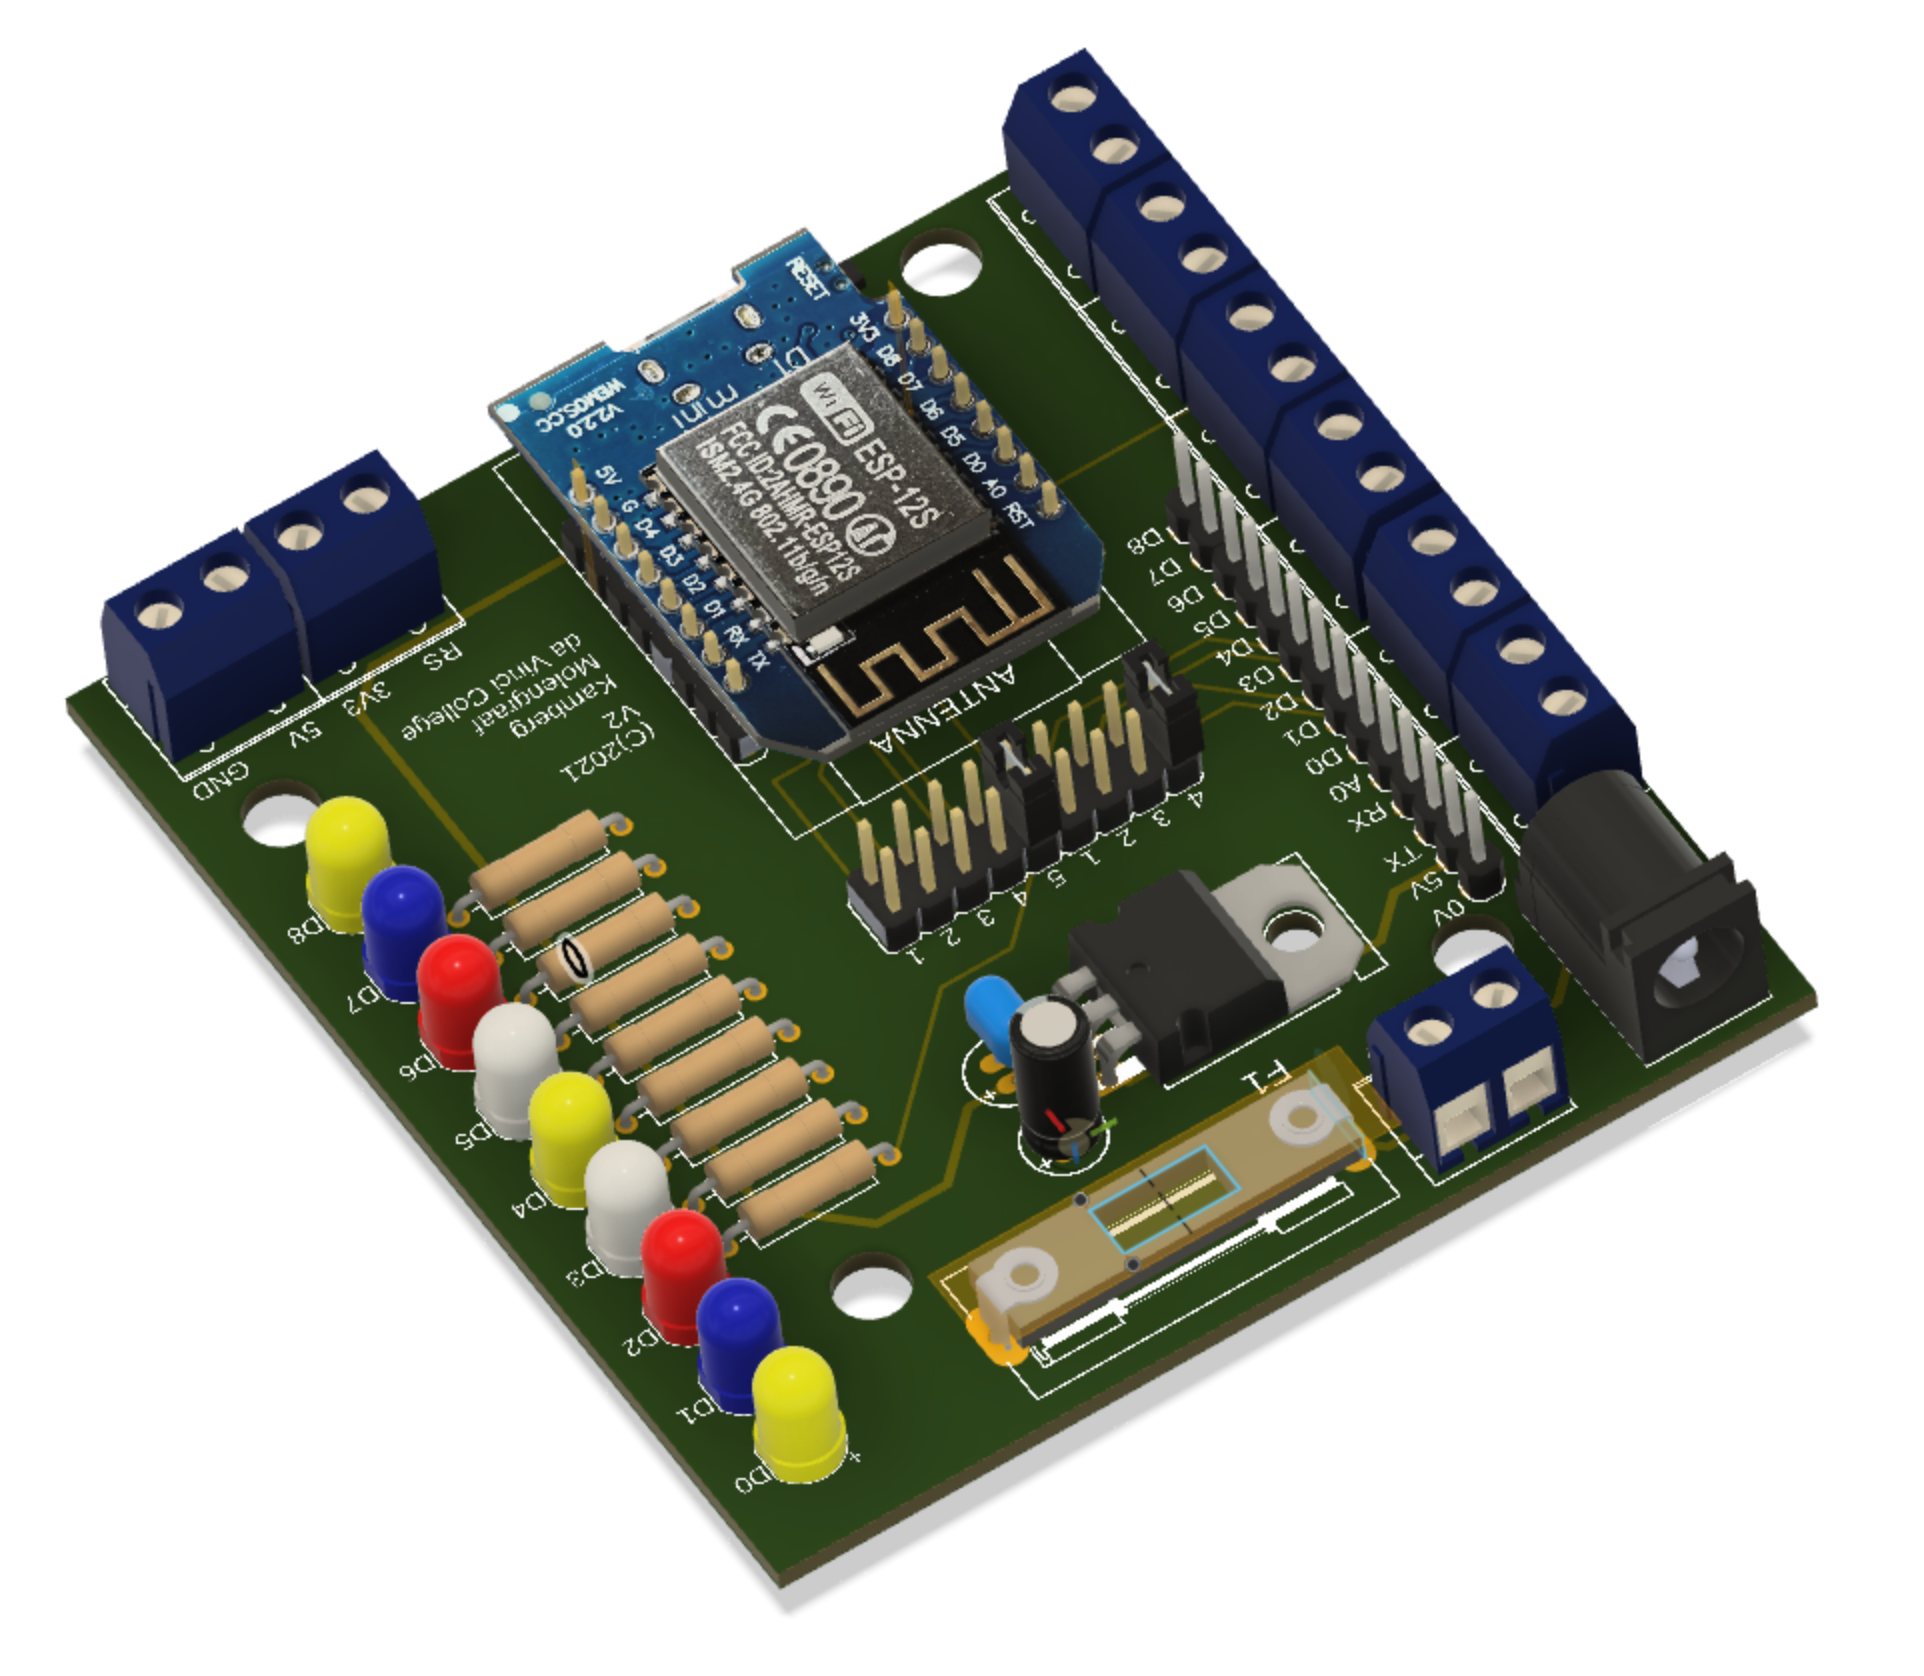 RESET
WEMOS.CC
V2.2.0
D1
mini
3V3
D8
D7
D6
D5
D0
A0
RST
5V
G
D4
D3
D2
D1
RX
TX
WiFi
ESP-12S
CE0890
FCC ID:2AHMR-ESP12S
ISM2.4G 802.11b/g/n
ANTENNA
RS
3V3
5V
GND
(C)2021
V2
Kamberg
Molengraaf
da Vinci College
D8
D7
D6
D5
D4
D3
D2
D1
D0
A0
RX
TX
5V
0V
1
2
3
4
5
1
2
3
4
F1
D8
D7
D6
D5
D4
D3
D2
D1
D0
+
+
+